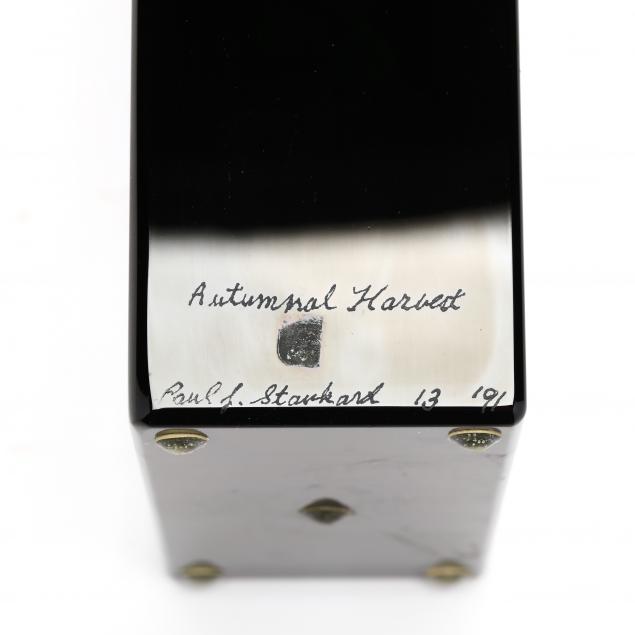 Autumnal Harvest
Paul J. Stankard 13 '91